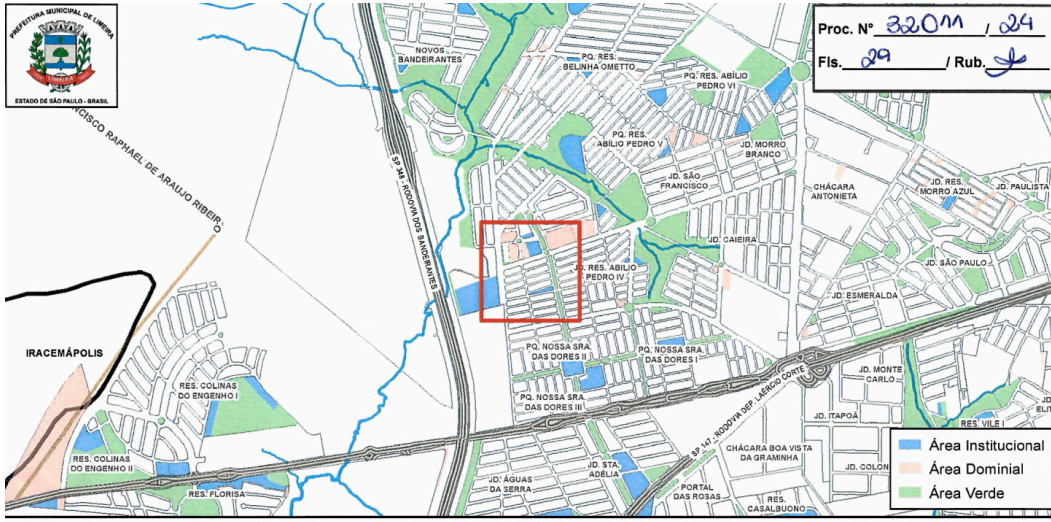 PREFEITURA MUNICIPAL DE LIMEIRA
LIMEIRA
ESTADO DE SÃO PAULO - BRASIL
Proc. Nº 32011 / 24
Fls. 29 / Rub.
NOVOS
BANDEIRANTES
PQ. RES.
BELINHA OMETTO
PQ. RES. ABÍLIO
PEDRO VI
RAPHAEL DE ARAUJO RIBEIRO
SP 348 - RODOVIA DOS BANDEIRANTES
PQ. RES.
ABÍLIO PEDRO V
JD. MORRO
BRANCO
JD. SÃO
FRANCISCO
CHÁCARA
ANTONIETA
JD. RES.
MORRO AZUL
JD. PAULISTA
JD. CAIEIRA
JD. SÃO PAULO
JD. RES. ABILIO
PEDRO IV
JD. ESMERALDA
IRACEMÁPOLIS
PQ. NOSSA SRA.
DAS DORES II
PQ. NOSSA SRA.
DAS DORES I
RES. COLINAS
DO ENGENHO I
PQ. NOSSA SRA.
DAS DORES III
SP 147 - RODOVIA DEP. LAÉRCIO CORTE
JD. MONTE
CARLO
JD. ITAPOÃ
RES. VILE I
RES. COLINAS
DO ENGENHO II
RES. FLORISA
JD. ÁGUAS
DA SERRA
JD. STA.
ADÉLIA
CHÁCARA BOA VISTA
DA GRAMINHA
JD. COLON
PORTAL
DAS ROSAS
RES.
CASALBUONO
Área Institucional
Área Dominial
Área Verde